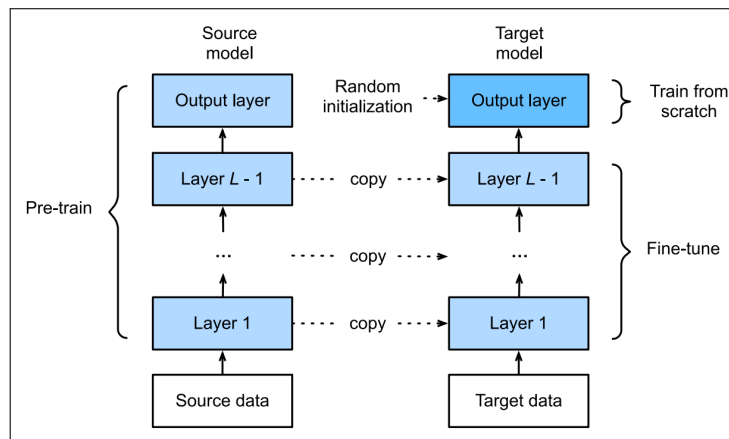 Source
model
Target
model
Random
initialization
Output layer
Output layer
Train from
scratch
Layer L - 1
copy
Layer L - 1
Pre-train
...
copy
...
Fine-tune
Layer 1
copy
Layer 1
Source data
Target data